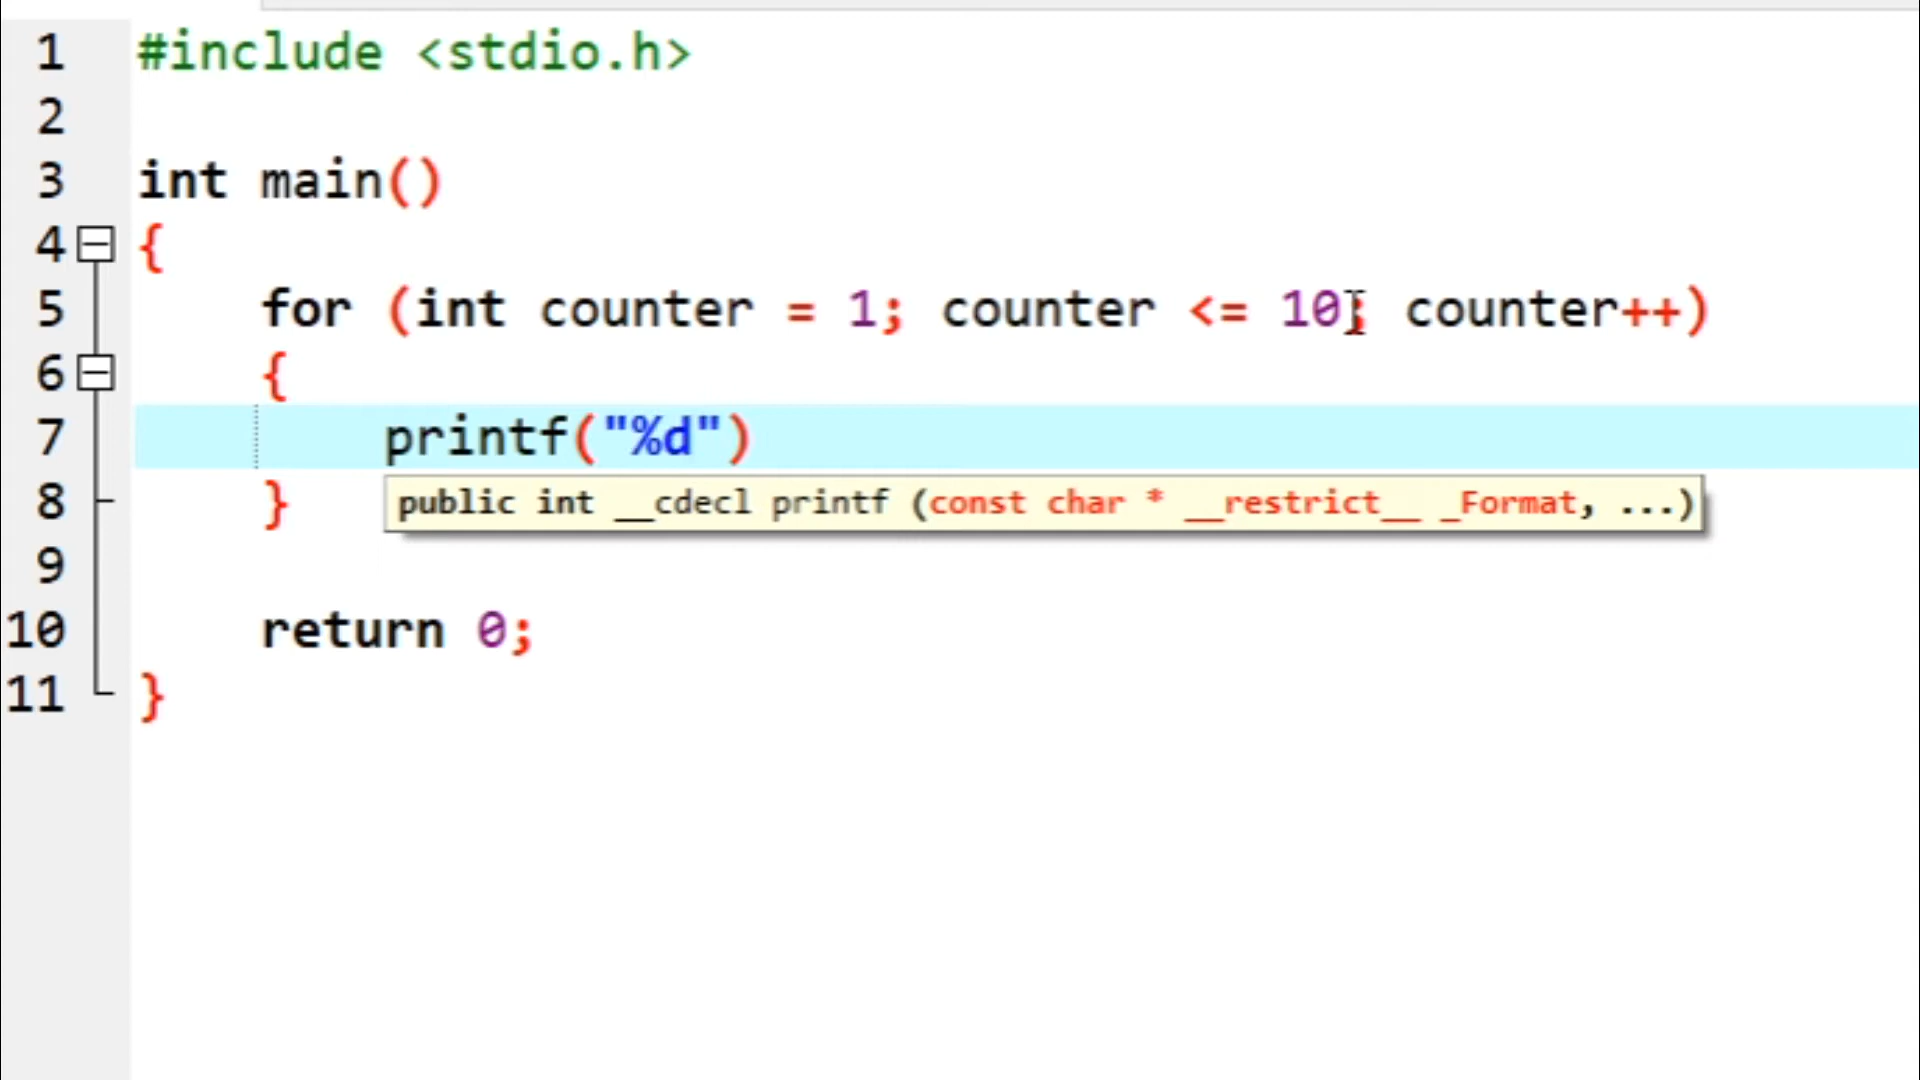 1 #include <stdio.h>
2
3 int main()
4 {
5 for (int counter = 1; counter <= 10; counter++)
6 {
7 printf("%d")
8 }
public int __cdecl printf (const char * __restrict__ _Format, ...)
9
10 return 0;
11 }